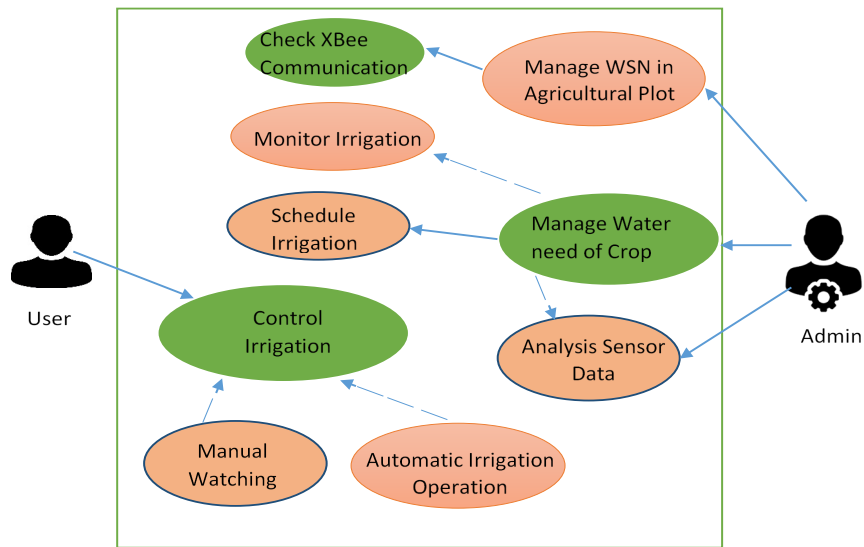 Check XBee
Communication
Manage WSN in
Agricultural Plot
Monitor Irrigation
Schedule
Irrigation
Manage Water
need of Crop
User
Admin
Control
Irrigation
Analysis Sensor
Data
Manual
Watching
Automatic Irrigation
Operation